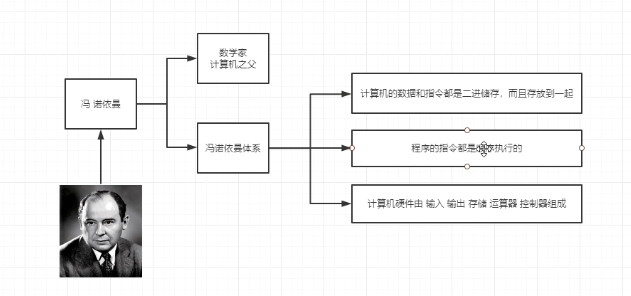 数学家
计算机之父
冯 诺依曼
冯诺依曼体系
计算机的数据和指令都是二进储存，而且存放到一起
程序的指令都是序执行的
计算机硬件由 输入 输出 存储 运算器 控制器组成